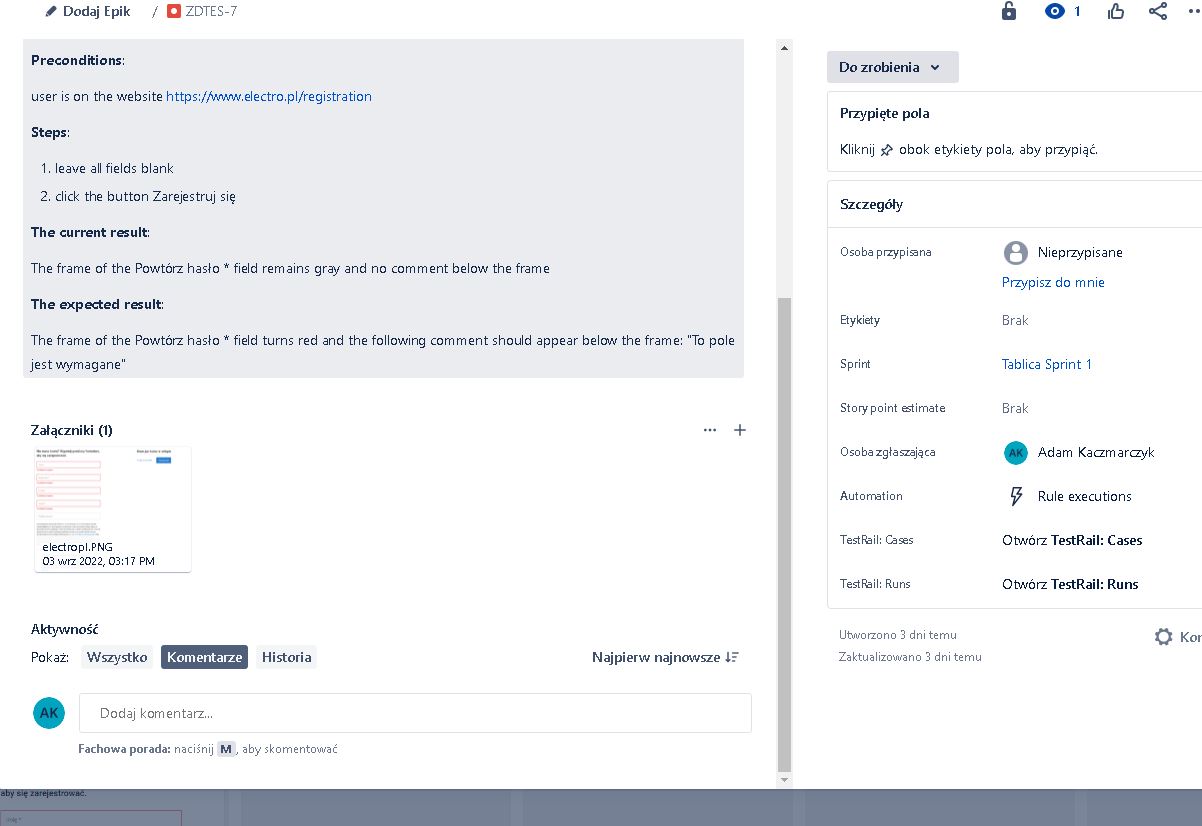 Dodaj Epik / ZDTES-7
1
Preconditions:
user is on the website https://www.electro.pl/registration
Steps:
1. leave all fields blank
2. click the button Zarejestruj się
The current result:
The frame of the Powtórz hasło * field remains gray and no comment below the frame
The expected result:
The frame of the Powtórz hasło * field turns red and the following comment should appear below the frame: "To pole
jest wymagane"
Załączniki (1)
electropl.PNG
03 wrz 2022, 03:17 PM
Aktywność
Pokaż: Wszystko Komentarze Historia Najpierw najnowsze
AK Dodaj komentarz...
Fachowa porada: naciśnij M, aby skomentować
aby się zarejestrować.
Do zrobienia
Przypięte pola
Kliknij obok etykiety pola, aby przypiąć.
Szczegóły
Osoba przypisana Nieprzypisane
Przypisz do mnie
Etykiety Brak
Sprint Tablica Sprint 1
Story point estimate Brak
Osoba zgłaszająca AK Adam Kaczmarczyk
Automation Rule executions
TestRail: Cases Otwórz TestRail: Cases
TestRail: Runs Otwórz TestRail: Runs
Utworzono 3 dni temu Kor
Zaktualizowano 3 dni temu